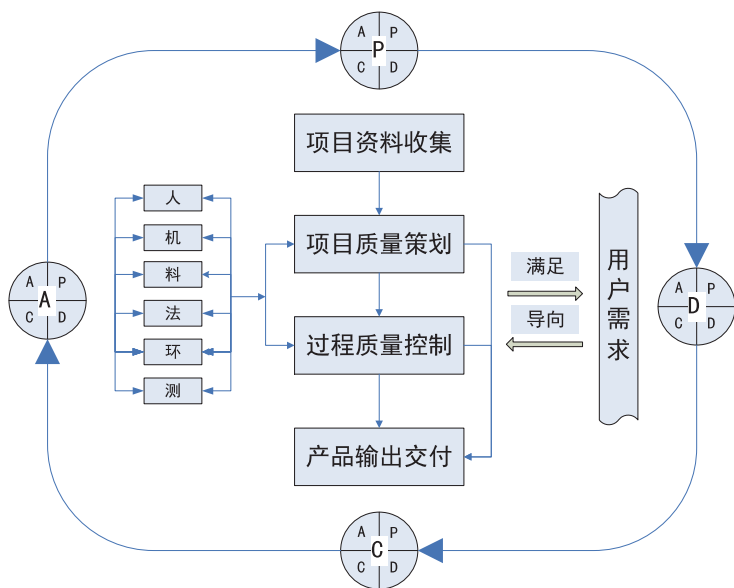 A P
P
C D
项目资料收集
人
机
料
法
环
测
项目质量策划
过程质量控制
产品输出交付
满足
导向
用户需求
A P
A
C D
A P
D
C D
A P
C
C D